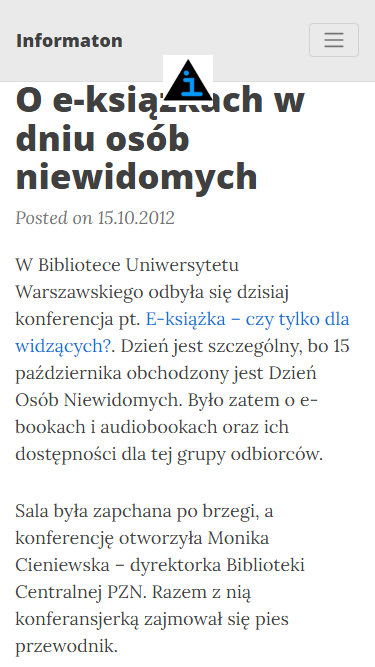 Informaton
O e-książkach w
dniu osób
niewidomych
Posted on 15.10.2012
W Bibliotece Uniwersytetu
Warszawskiego odbyła się dzisiaj
konferencja pt. E-książka – czy tylko dla
widzących?. Dzień jest szczególny, bo 15
października obchodzony jest Dzień
Osób Niewidomych. Było zatem o e-
bookach i audiobookach oraz ich
dostępności dla tej grupy odbiorców.
Sala była zapchana po brzegi, a
konferencję otworzyła Monika
Cieniewska – dyrektorka Biblioteki
Centralnej PZN. Razem z nią
konferansjerką zajmował się pies
przewodnik.